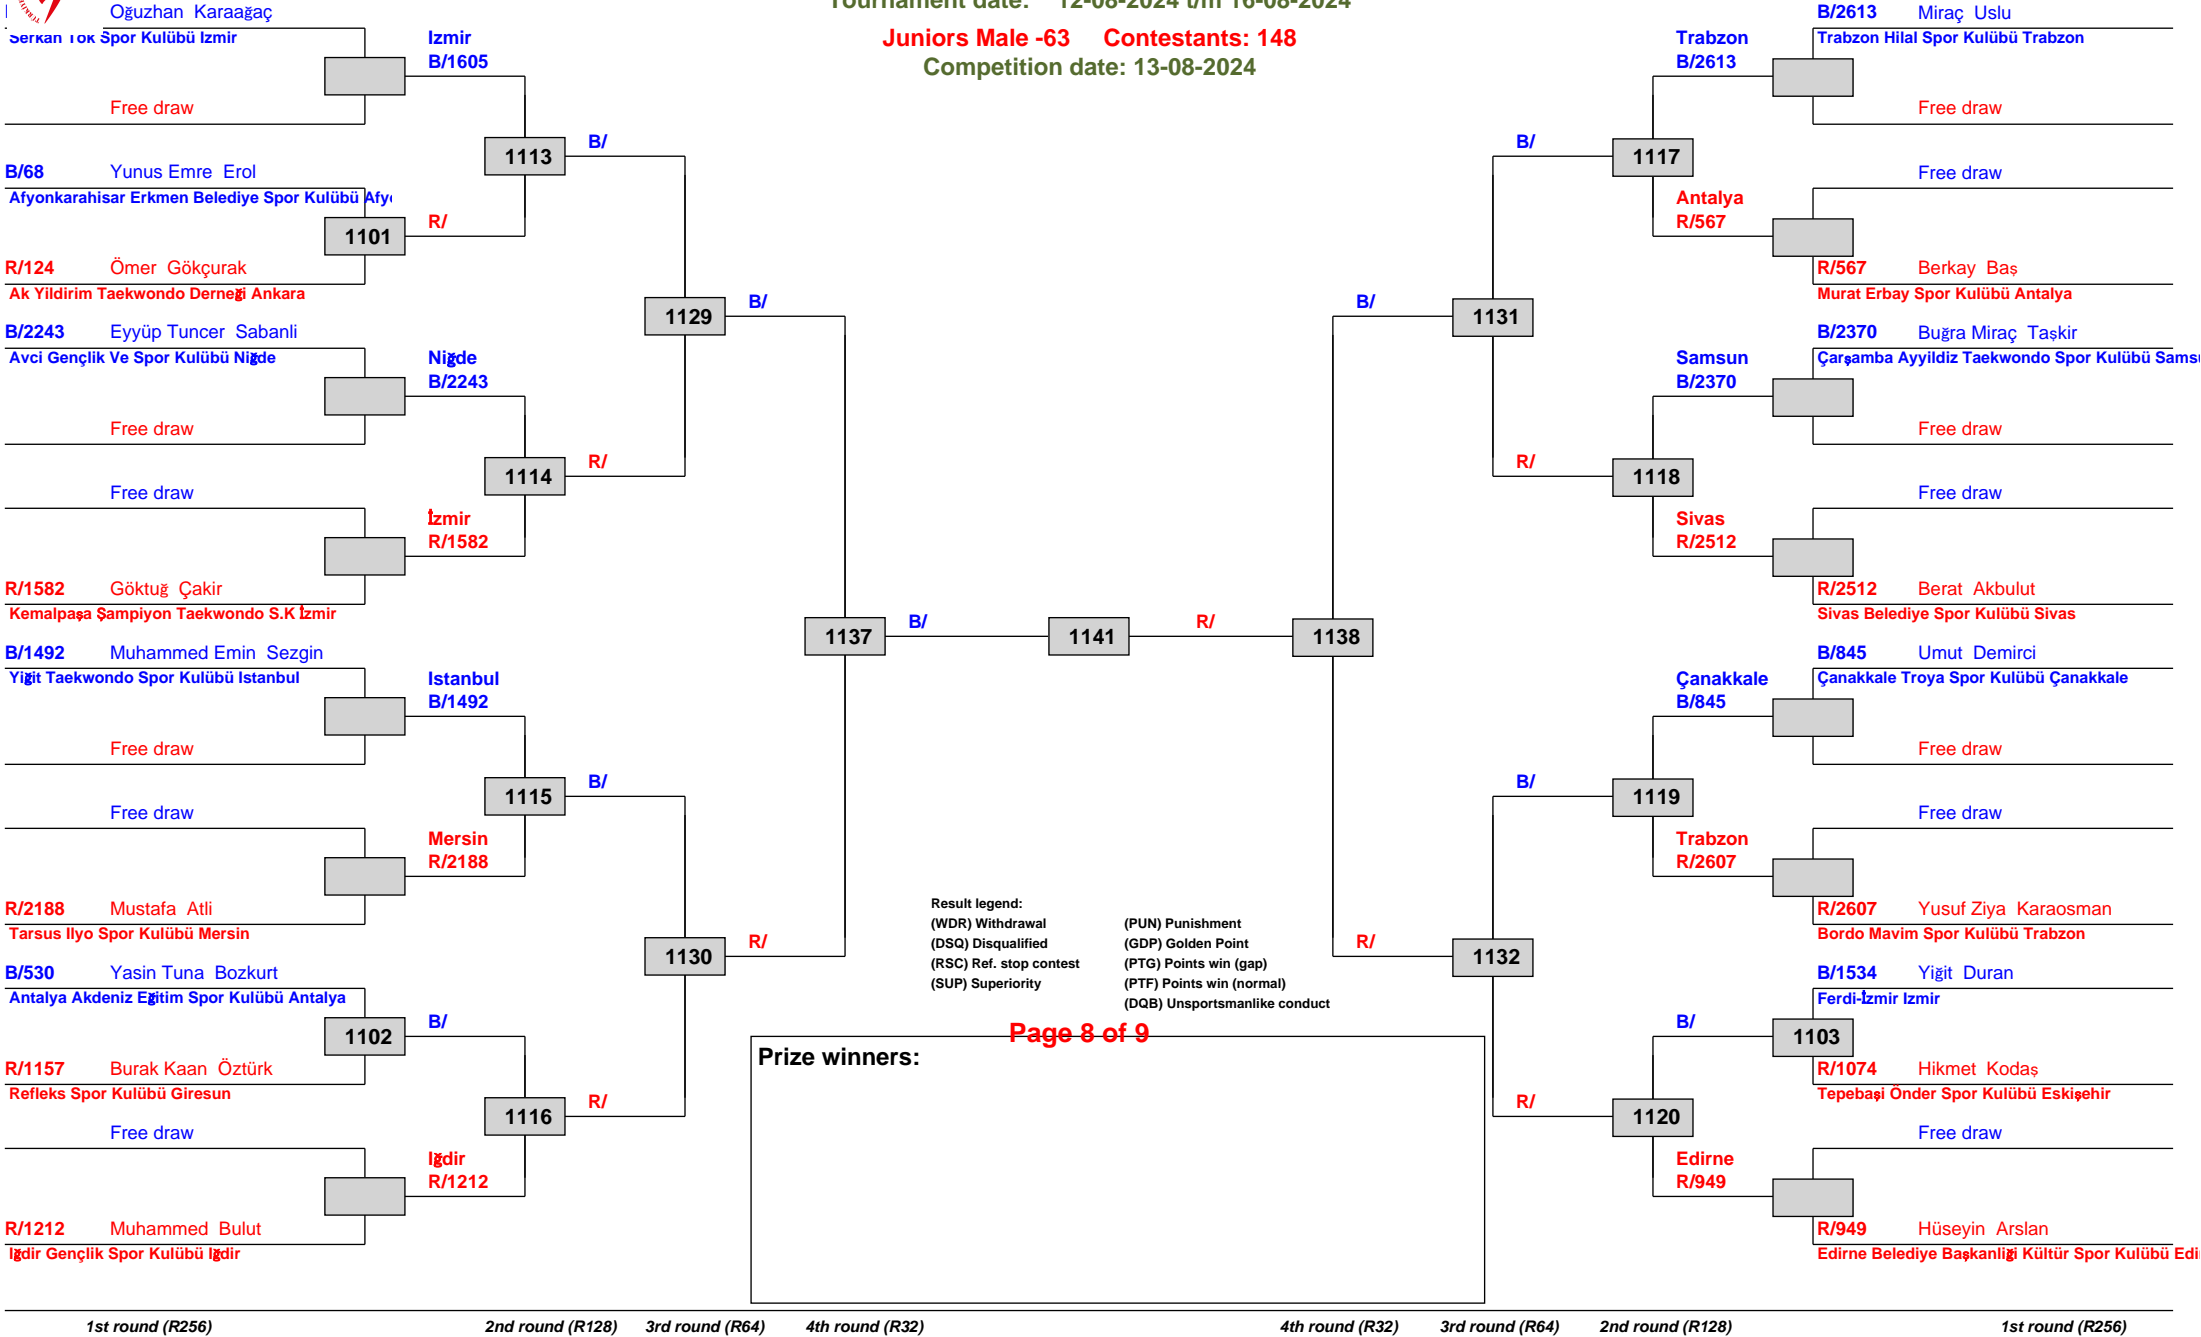 Tournament date: 12-08-2024 t/m 16-08-2024
Juniors Male -63 Contestants: 148
Competition date: 13-08-2024
Oğuzhan Karaağaç
Serkan Tok Spor Kulübü Izmir
Free draw
Izmir
B/1605
B/68 Yunus Emre Erol
Afyonkarahisar Erkmen Belediye Spor Kulübü
1101
R/124 Ömer Gökçurak
Ak Yildirim Taekwondo Derneği Ankara
R/
1113
B/
B/2243 Eyyüp Tuncer Sabanli
Avci Gençlik Ve Spor Kulübü Niğde
Free draw
Niğde
B/2243
Free draw
R/1582 Göktuğ Çakir
Kemalpaşa Şampiyon Taekwondo S.K İzmir
İzmir
R/1582
1114
R/
1129
B/
B/1492 Muhammed Emin Sezgin
Yiğit Taekwondo Spor Kulübü Istanbul
Free draw
Istanbul
B/1492
Free draw
R/2188 Mustafa Atli
Tarsus Ilyo Spor Kulübü Mersin
Mersin
R/2188
1115
B/
B/530 Yasin Tuna Bozkurt
Antalya Akdeniz Eğitim Spor Kulübü Antalya
1102
R/1157 Burak Kaan Öztürk
Refleks Spor Kulübü Giresun
B/
Free draw
R/1212 Muhammed Bulut
Iğdir Gençlik Spor Kulübü Iğdir
Iğdir
R/1212
1116
R/
1130
R/
1137
B/
1141
R/
1138
B/
1131
R/
1132
B/2613 Miraç Uslu
Trabzon Hilal Spor Kulübü Trabzon
Free draw
Trabzon
B/2613
Free draw
R/567 Berkay Baş
Murat Erbay Spor Kulübü Antalya
Antalya
R/567
1117
B/
B/2370 Buğra Miraç Taşkir
Çarşamba Ayyildiz Taekwondo Spor Kulübü
Free draw
Samsun
B/2370
Free draw
R/2512 Berat Akbulut
Sivas Belediye Spor Kulübü Sivas
Sivas
R/2512
1118
R/
B/845 Umut Demirci
Çanakkale Troya Spor Kulübü Çanakkale
Free draw
Çanakkale
B/845
Free draw
R/2607 Yusuf Ziya Karaosman
Bordo Mavim Spor Kulübü Trabzon
Trabzon
R/2607
1119
B/
B/1534 Yiğit Duran
Ferdi-İzmir Izmir
1103
R/1074 Hikmet Kodaş
Tepebaşi Önder Spor Kulübü Eskişehir
B/
Free draw
R/949 Hüseyin Arslan
Edirne Belediye Başkanliği Kültür Spor Kulübü
Edirne
R/949
1120
R/
Result legend:
(WDR) Withdrawal (PUN) Punishment
(DSQ) Disqualified (GDP) Golden Point
(RSC) Ref. stop contest (PTG) Points win (gap)
(SUP) Superiority (PTF) Points win (normal)
(DQB) Unsportsmanlike conduct
Page 8 of 9
Prize winners:
1st round (R256) 2nd round (R128) 3rd round (R64) 4th round (R32) 4th round (R32) 3rd round (R64) 2nd round (R128) 1st round (R256)